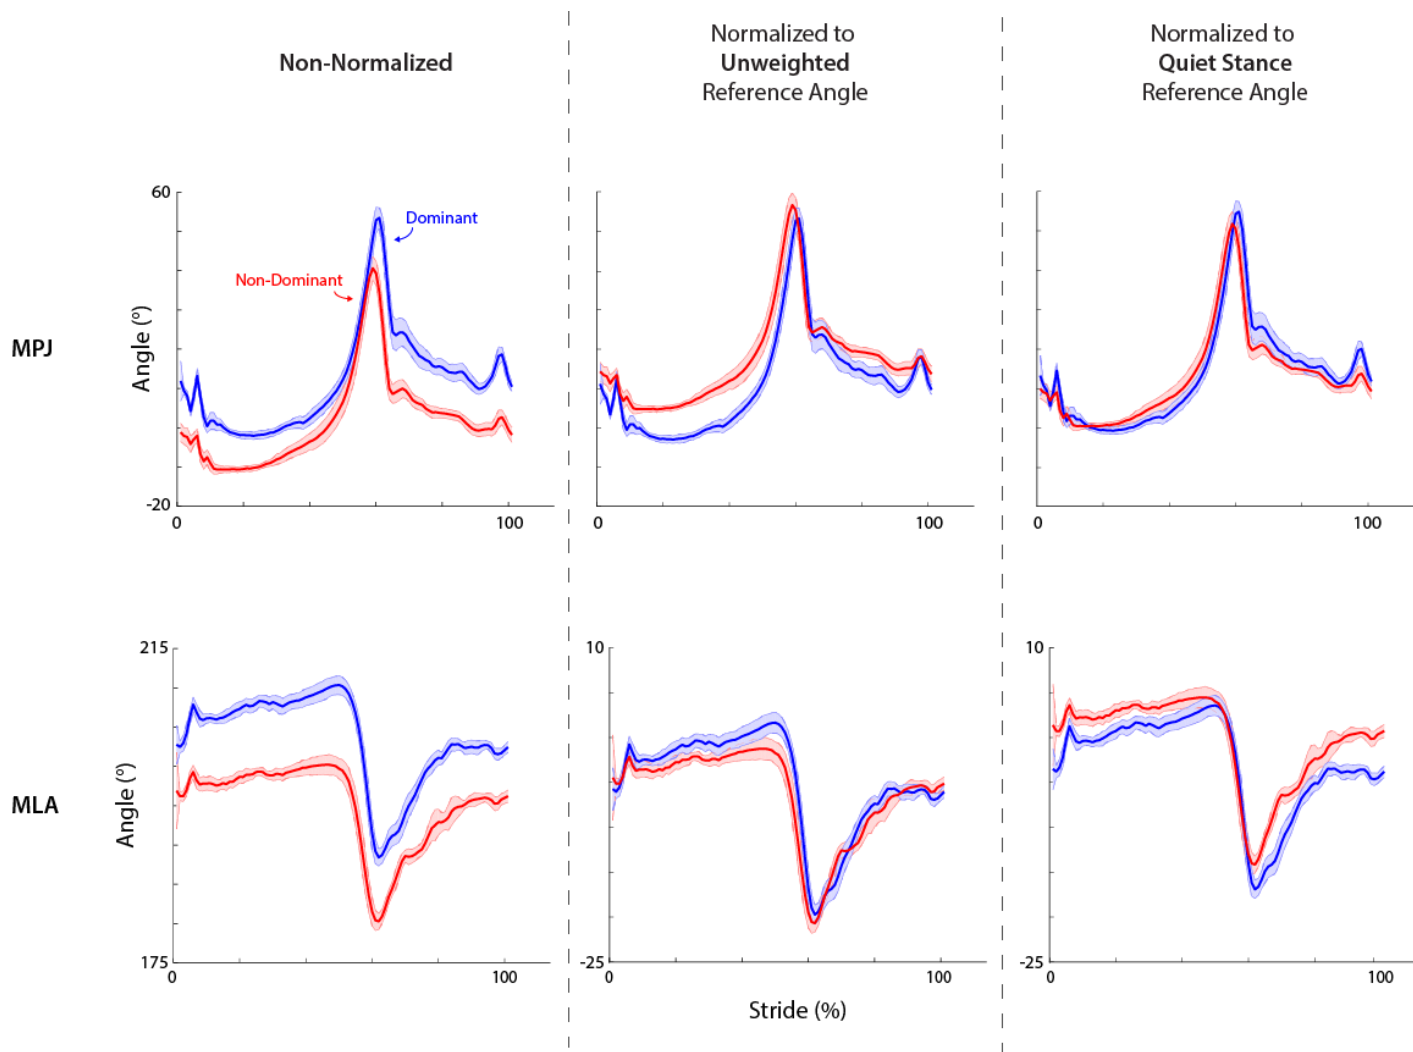 Non-Normalized
Normalized to
Unweighted
Reference Angle
Normalized to
Quiet Stance
Reference Angle
MPJ
Angle (°)
60
-20
0
100
Dominant
Non-Dominant
0
100
0
100
MLA
Angle (°)
215
175
0
100
10
-25
0
100
10
-25
0
100
Stride (%)